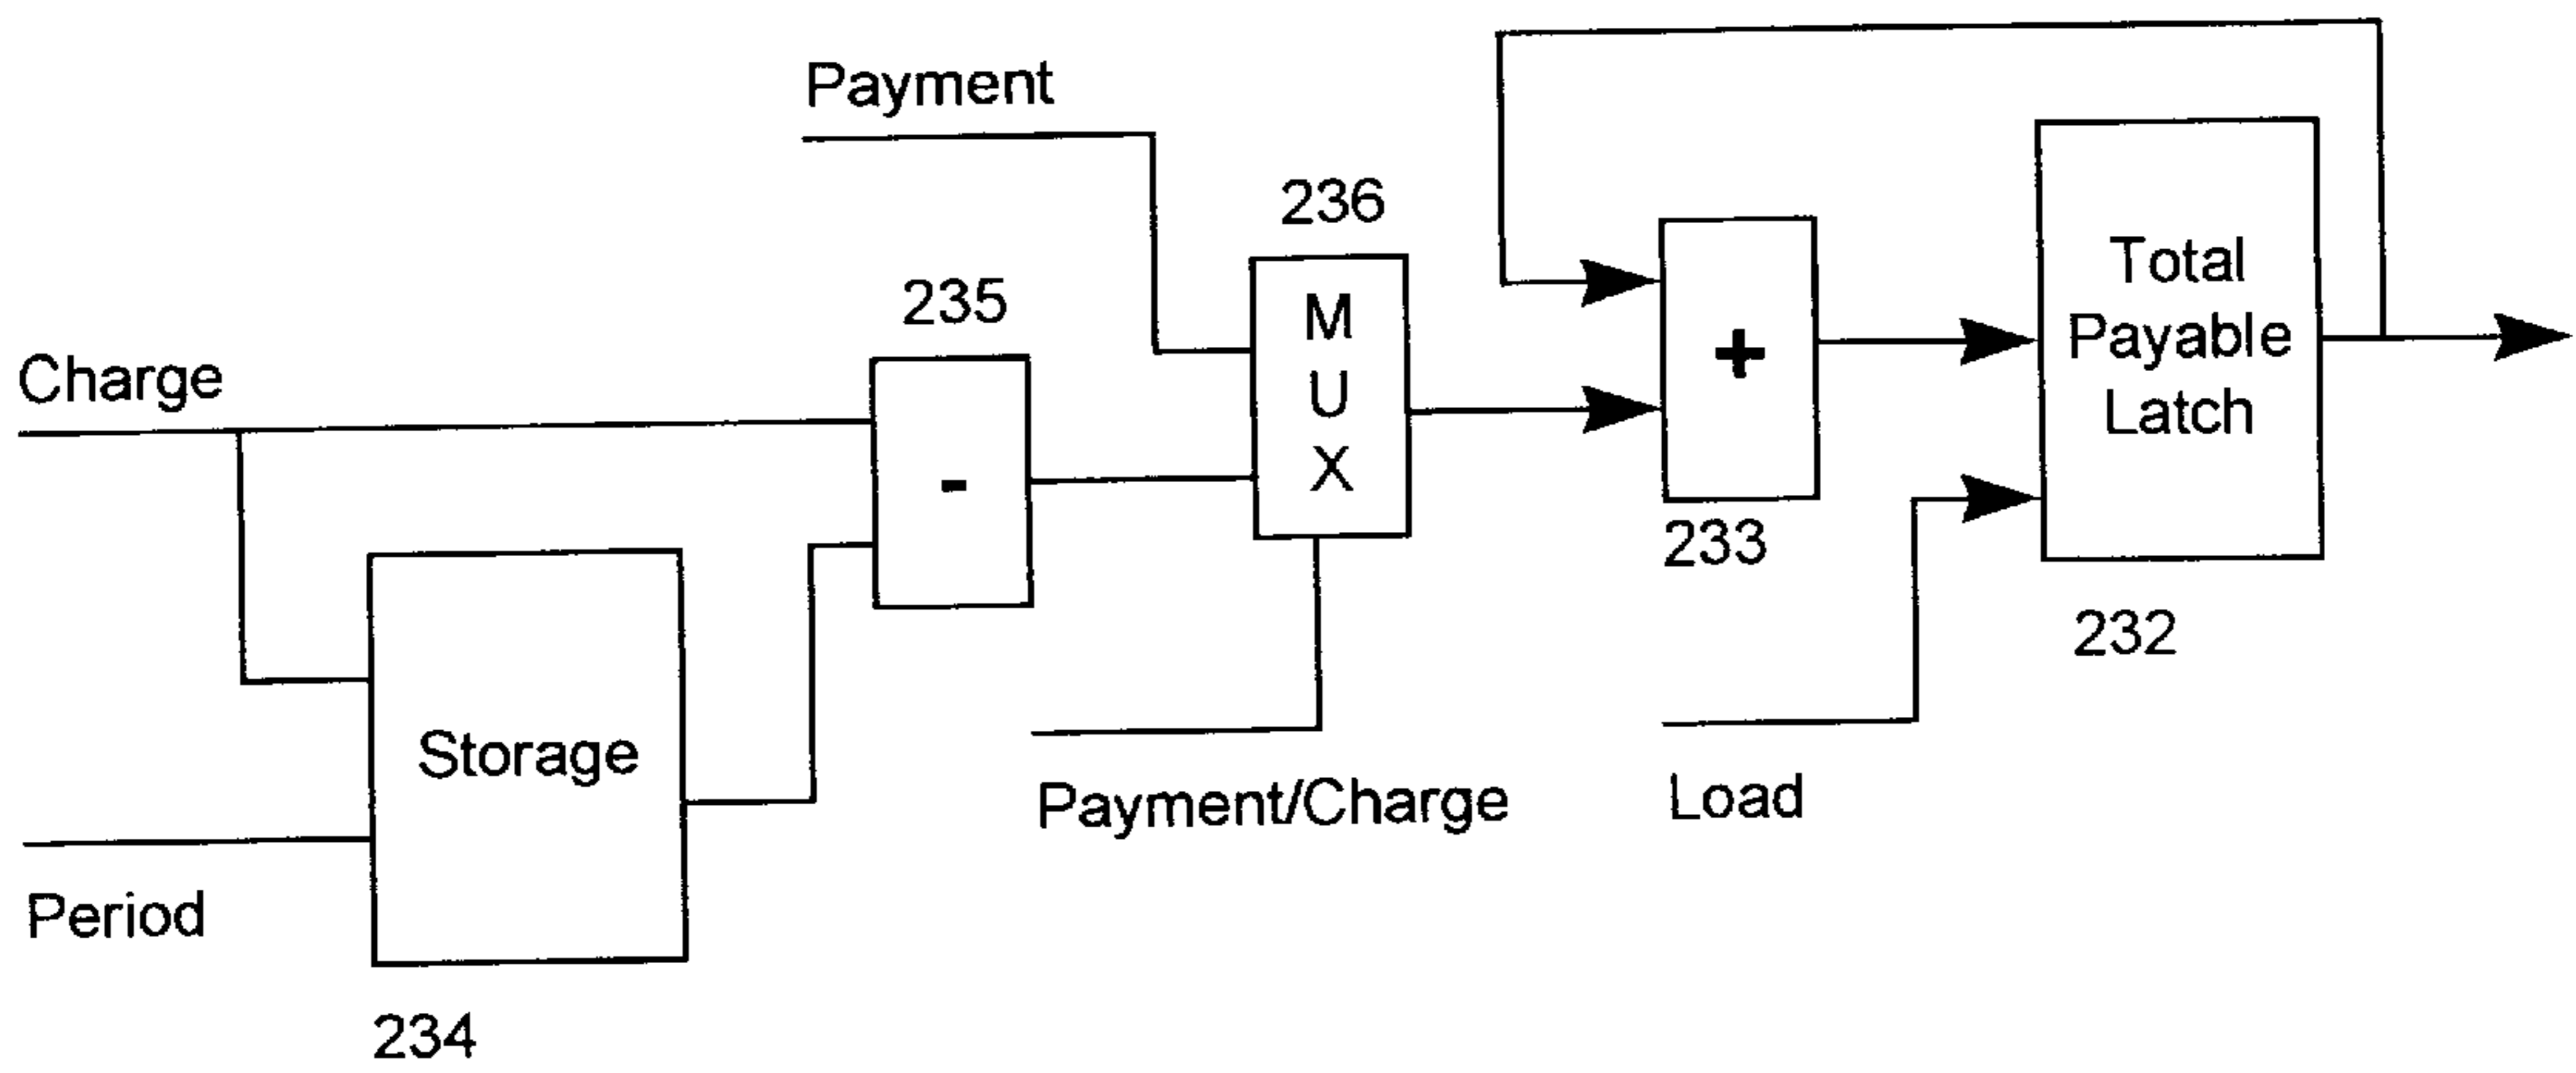 Payment
236
M
U
X
235
-
Charge
+
Total
Payable
Latch
233
232
Storage
Payment/Charge
Load
Period
234